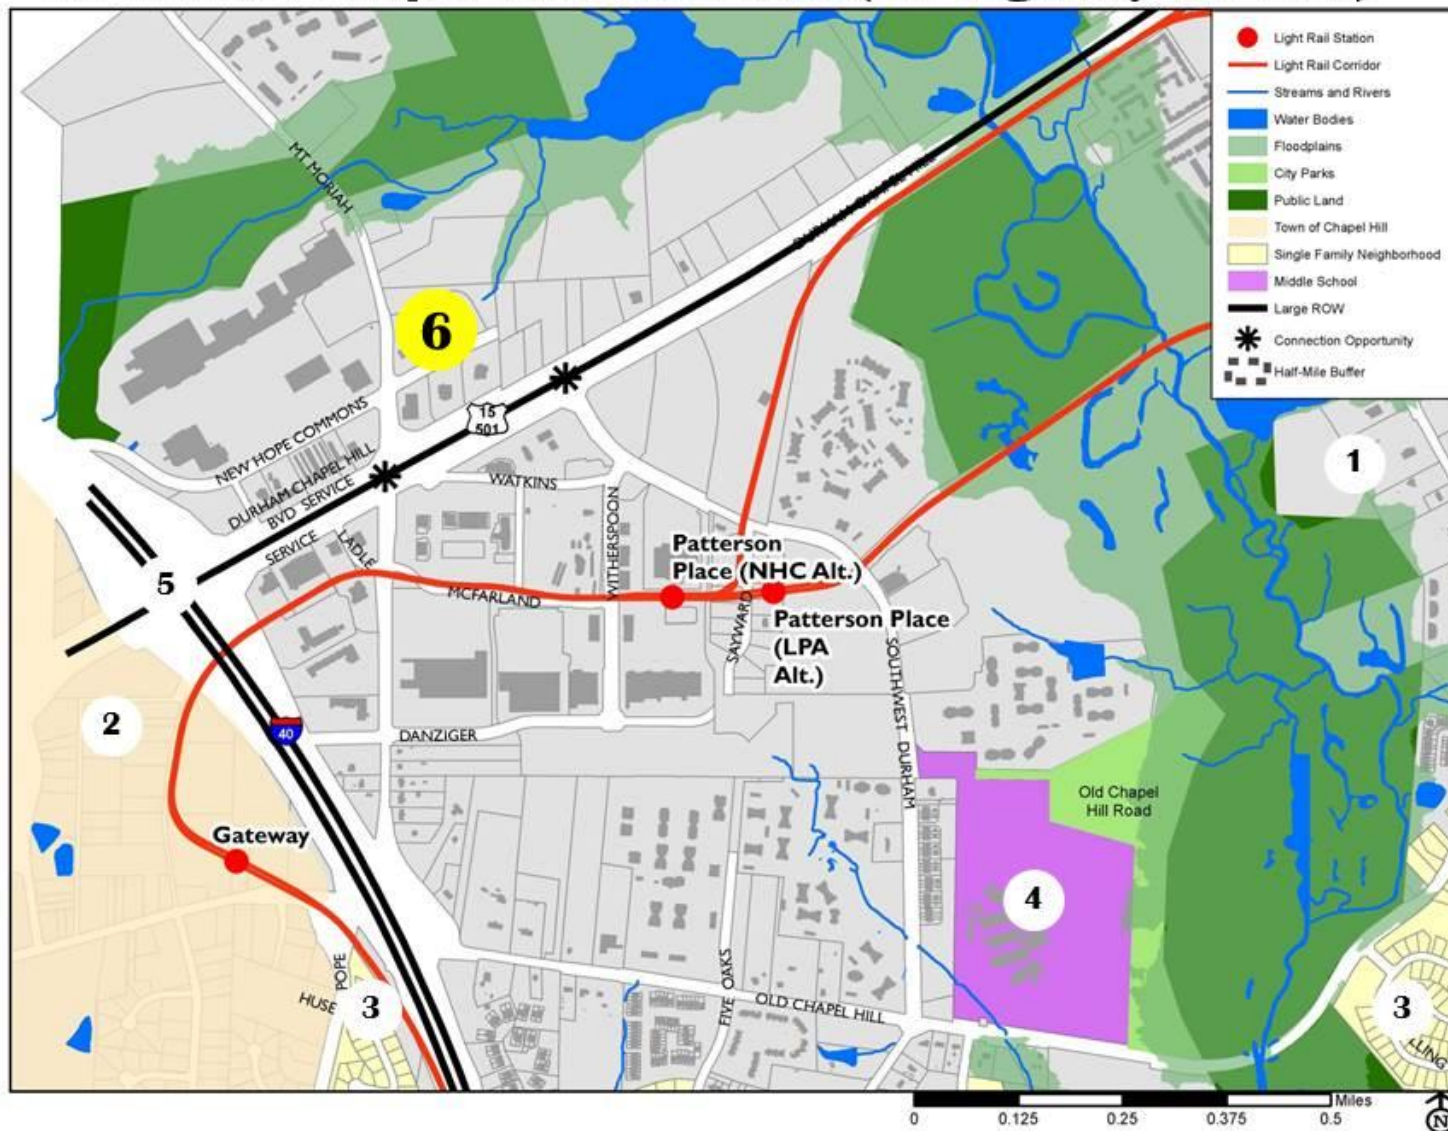 Light Rail Station
Light Rail Corridor
Streams and Rivers
Water Bodies
Floodplains
City Parks
Public Land
Town of Chapel Hill
Single Family Neighborhood
Middle School
Large ROW
Connection Opportunity
Half-Mile Buffer
MT MORIAH
6
15
501
NEW HOPE COMMONS
DURHAM CHAPEL HILL
BVD SERVICE
SERVICE
LADLE
WATKINS
WITHERSPOON
1
5
MCFARLAND
Patterson
Place (NHC Alt.)
SAYWARD
Patterson Place
(LPA
Alt.)
SOUTHWEST DURHAM
2
40
DANZIGER
Old Chapel
Hill Road
Gateway
4
POPE
HUSE
3
FIVE OAKS
OLD CHAPEL HILL
3
LLING
Miles
0
0.125
0.25
0.375
0.5
N